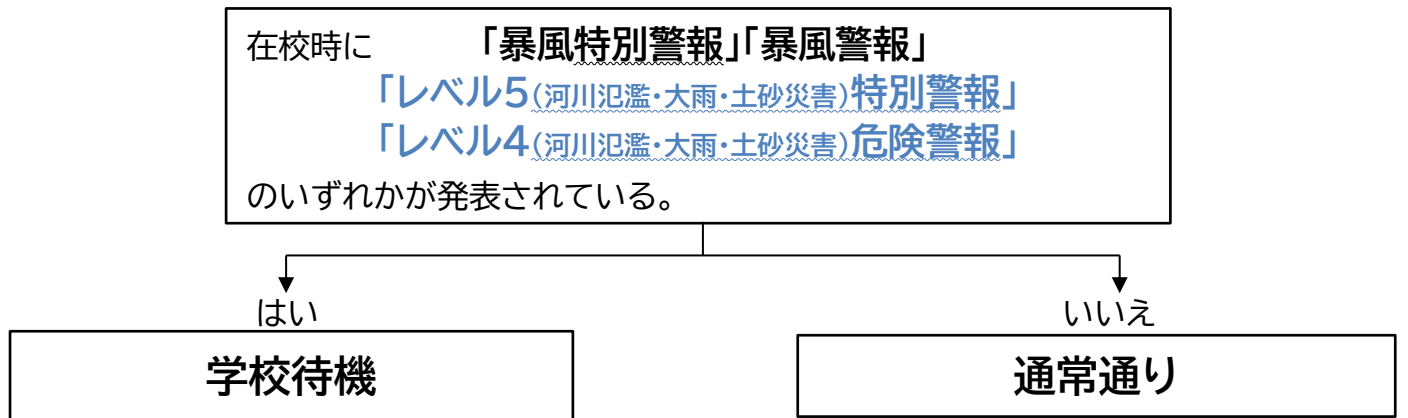 在校時に 「暴風特別警報」「暴風警報」
「レベル5(河川氾濫・大雨・土砂災害)特別警報」
「レベル4(河川氾濫・大雨・土砂災害)危険警報」
のいずれかが発表されている。
はい いいえ
学校待機 通常通り